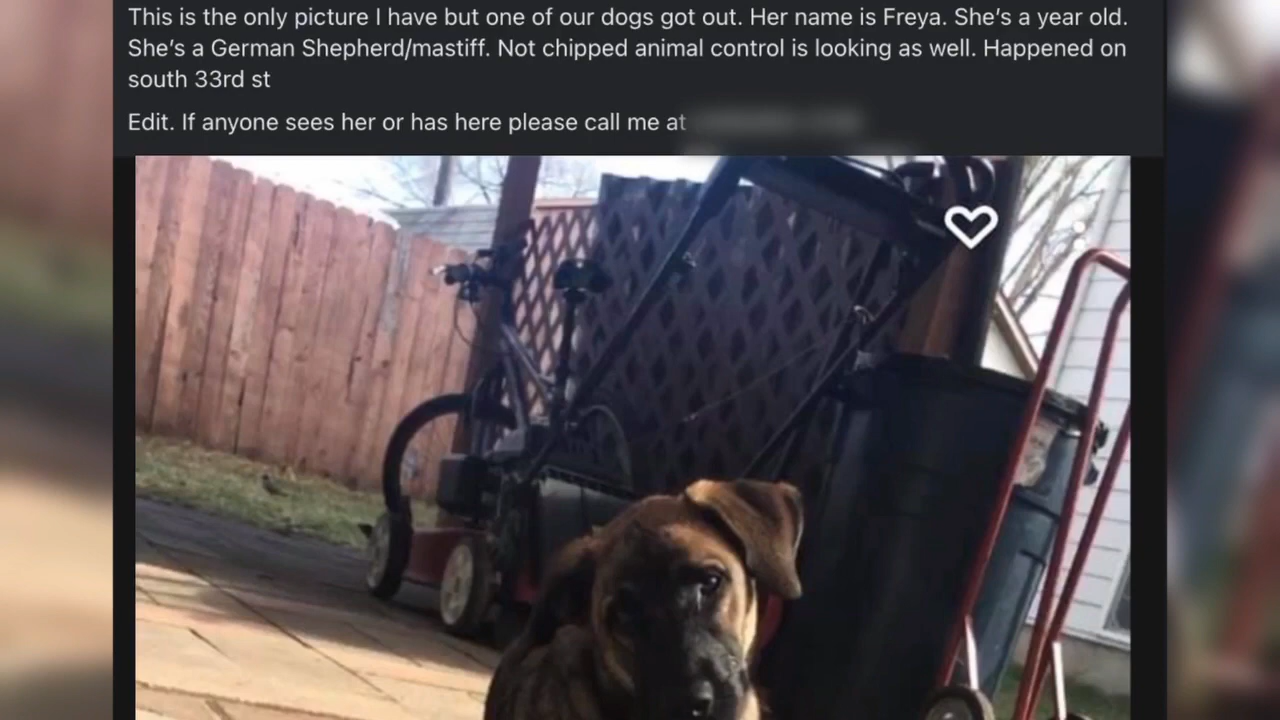 This is the only picture I have but one of our dogs got out. Her name is Freya. She’s a year old.
She’s a German Shepherd/mastiff. Not chipped animal control is looking as well. Happened on
south 33rd st
Edit. If anyone sees her or has here please call me at